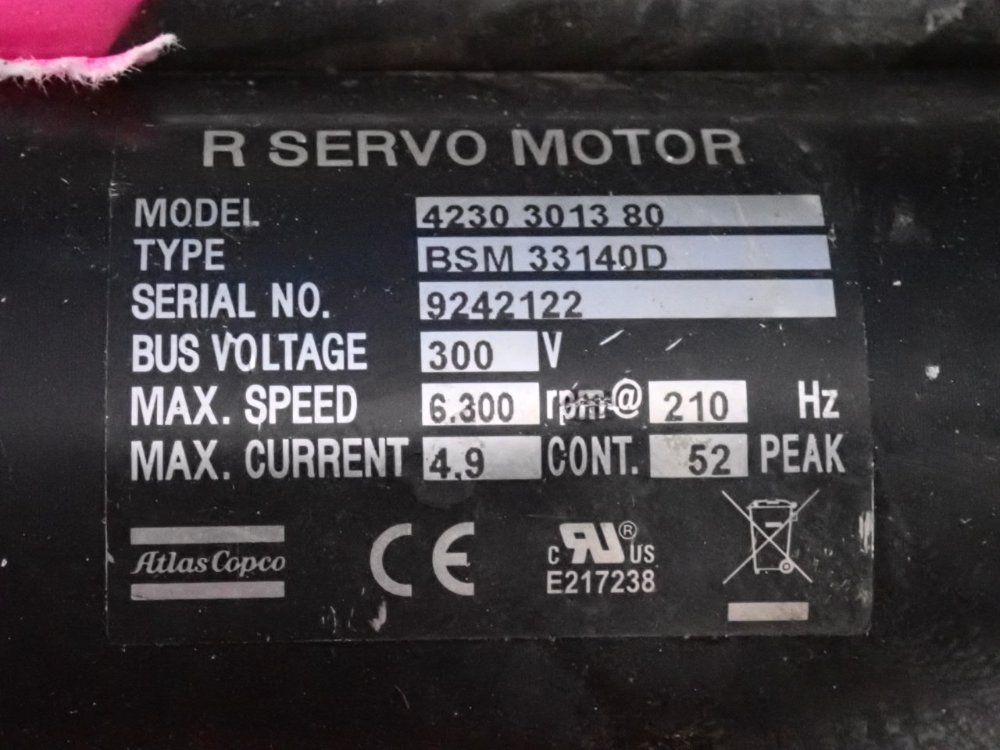 R SERVO MOTOR
MODEL 4230 3013 80
TYPE BSM 33140D
SERIAL NO. 9242122
BUS VOLTAGE 300 V
MAX. SPEED 6.300 rpm@ 210 Hz
MAX. CURRENT 4.9 CONT. 52 PEAK
Atlas Copco CE C RU® US
E217238